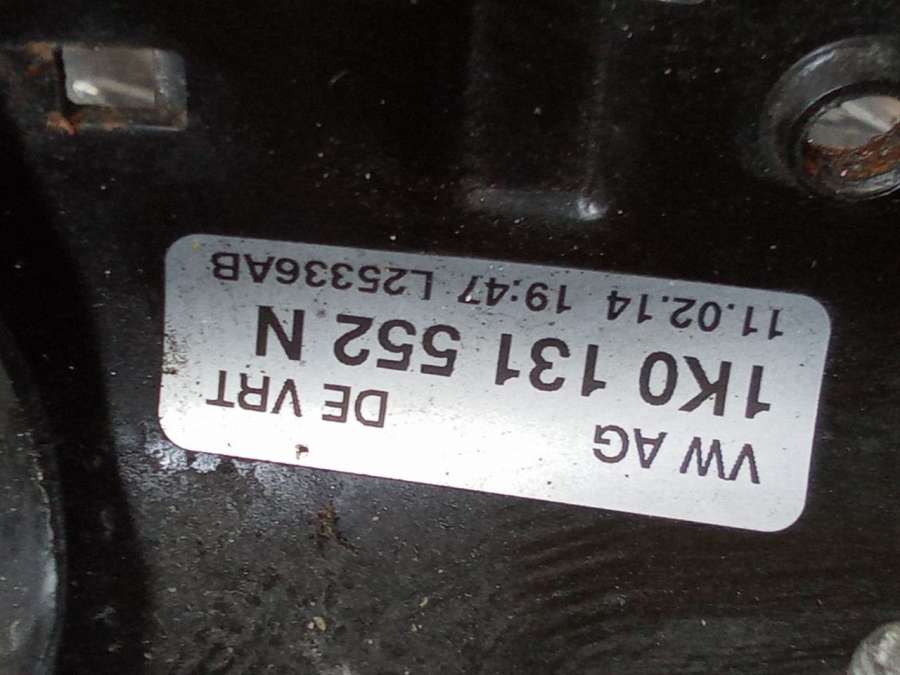 VW AG DE VRT
1K0 131 552 N
11.02.14 19:47 L25336AB